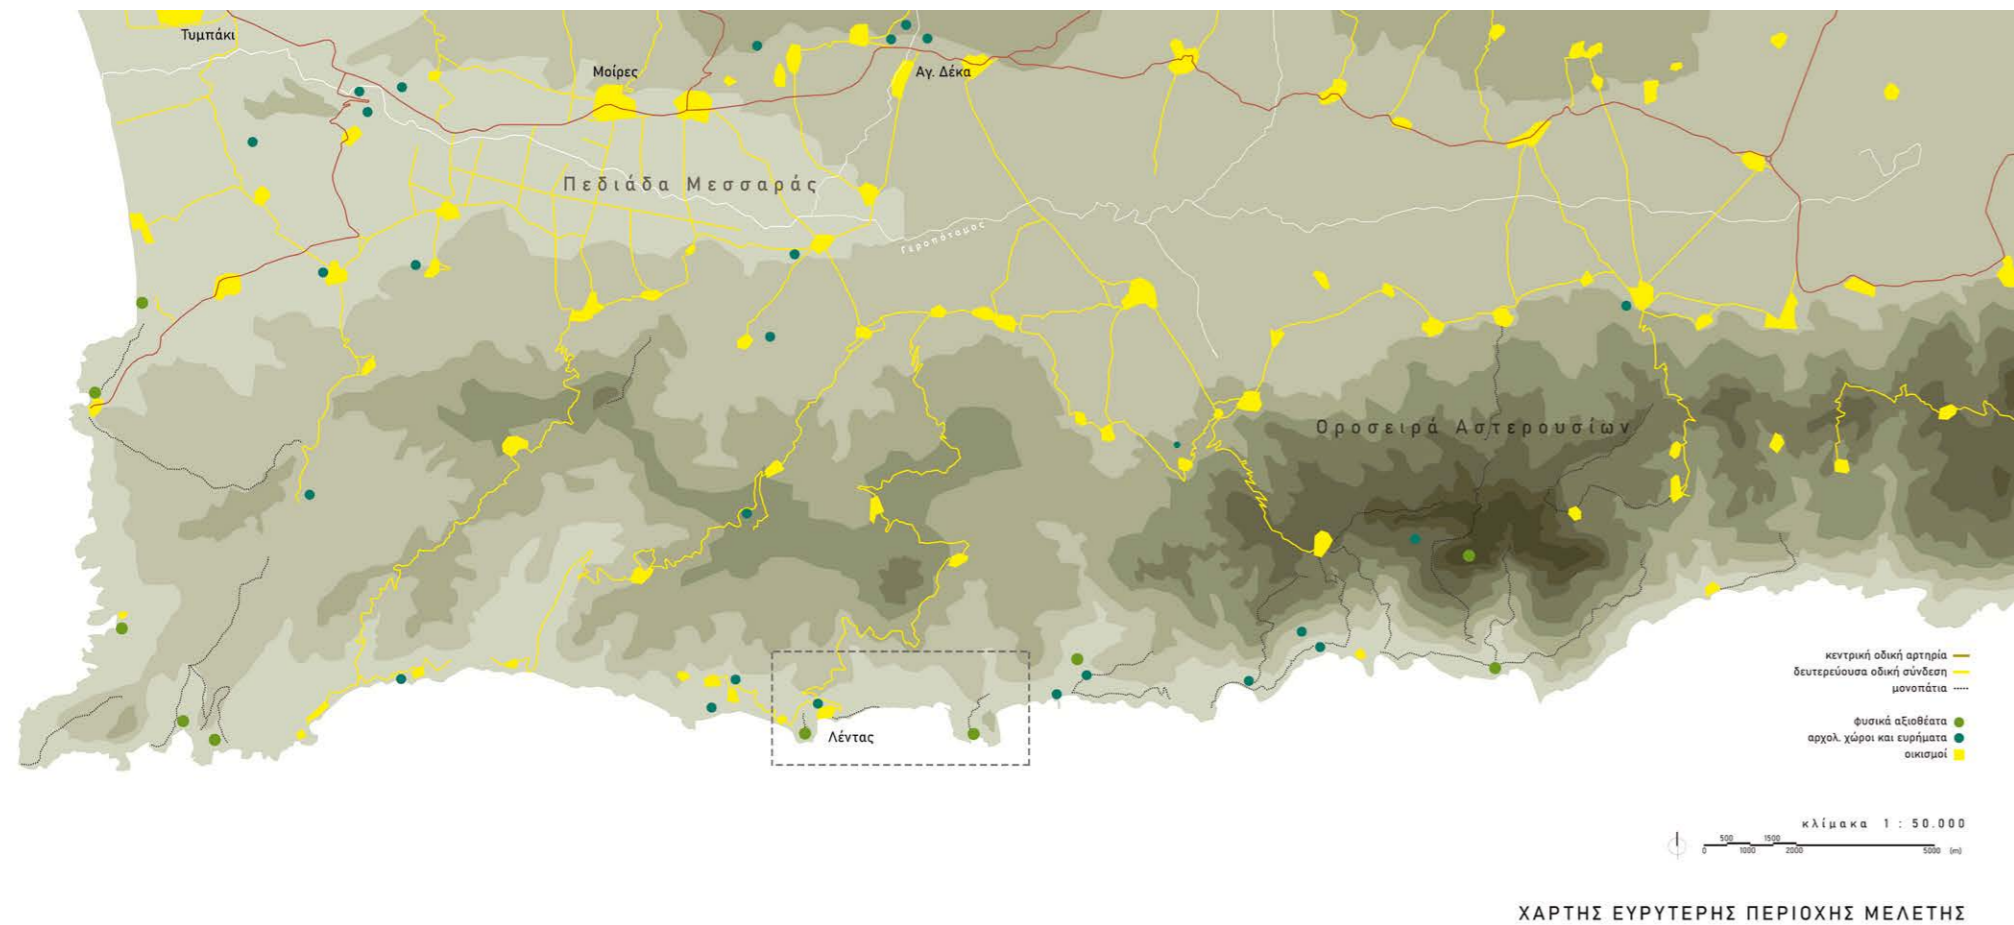 Τυμπάκι
Μοίρες
Αγ. Δέκα
Πεδιάδα Μεσσαράς
Γεροπόταμος
Οροσειρά Αστερουσίων
Λέντας
κεντρική οδική αρτηρία
δευτερεύουσα οδική σύνδεση
μονοπάτια
φυσικά αξιοθέατα
αρχολ. χώροι και ευρήματα
οικισμοί
κλίμακα 1 : 50.000
500 1500
0 1000 2000 5000 (m)
ΧΑΡΤΗΣ ΕΥΡΥΤΕΡΗΣ ΠΕΡΙΟΧΗΣ ΜΕΛΕΤΗΣ